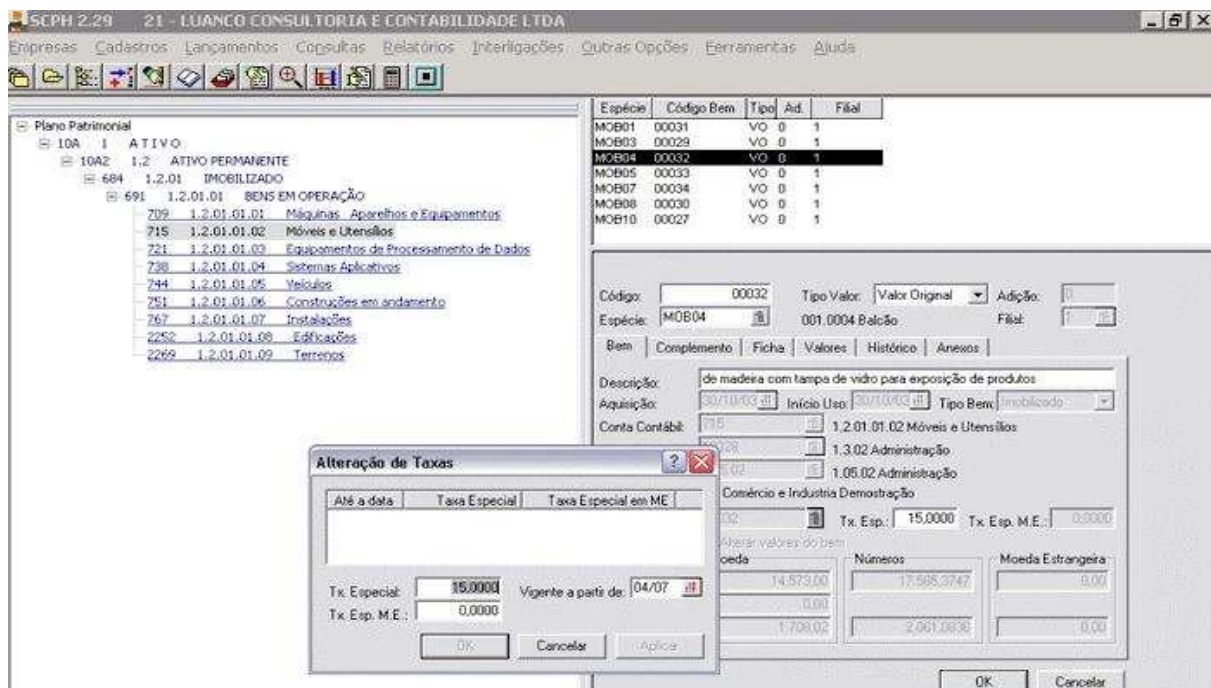 SCPH 2.29 21 - LUANCO CONSULTORIA E CONTABILIDADE LTDA
Empresas Cadastros Lançamentos Consultas Relatórios Interligações Outras Opções Ferramentas Ajuda
Plano Patrimonial
10A 1 A T I V O
10A2 1.2 ATIVO PERMANENTE
684 1.2.01 IMOBILIZADO
691 1.2.01.01 BENS EM OPERAÇÃO
709 1.2.01.01.01 Máquinas Aparelhos e Equipamentos
715 1.2.01.01.02 Móveis e Utensílios
721 1.2.01.01.03 Equipamentos de Processamento de Dados
738 1.2.01.01.04 Sistemas Aplicativos
744 1.2.01.01.05 Veículos
751 1.2.01.01.06 Construções em andamento
767 1.2.01.01.07 Instalações
2252 1.2.01.01.08 Edificações
2269 1.2.01.01.09 Terrenos
Espécie Código Bem Tipo Ad. Filial
MOB01 00031 VO 0 1
MOB03 00029 VO 0 1
MOB04 00032 VO 0 1
MOB05 00033 VO 0 1
MOB07 00034 VO 0 1
MOB08 00030 VO 0 1
MOB10 00027 VO 0 1
Código: 00032 Tipo Valor: Valor Original Adição: 0
Espécie: MOB04 001.0004 Balcão Filial: 1
Bem Complemento Ficha Valores Histórico Anexos
Descrição: de madeira com tampa de vidro para exposição de produtos
Aquisição: 30/10/03 Início Uso: 30/10/03 Tipo Bem: Imobilizado
Conta Contábil: 715 1.2.01.01.02 Móveis e Utensílios
1.3.02 Administração
1.05.02 Administração
Comércio e Industria Demostração
Tx. Esp.: 15,0000 Tx. Esp. M.E.: 0,0000
Alterar valores do bem
oeda Números Moeda Estrangeira
14.573,00 17.585,3747 0,00
0,00
1.708,02 2.061,0836 0,00
OK Cancelar
Alteração de Taxas
Até a data Taxa Especial Taxa Especial em ME
Tx. Especial: 15,0000 Vigente a partir de: 04/07
Tx. Esp. M.E.: 0,0000
OK Cancelar Aplicar